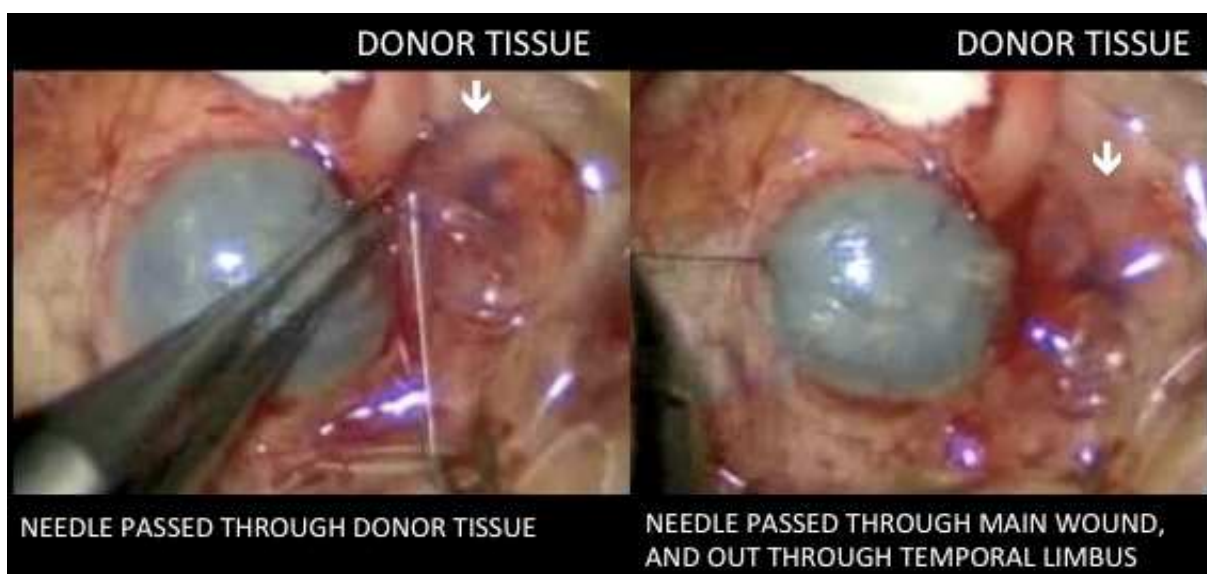 DONOR TISSUE
NEEDLE PASSED THROUGH DONOR TISSUE
DONOR TISSUE
NEEDLE PASSED THROUGH MAIN WOUND,
AND OUT THROUGH TEMPORAL LIMBUS